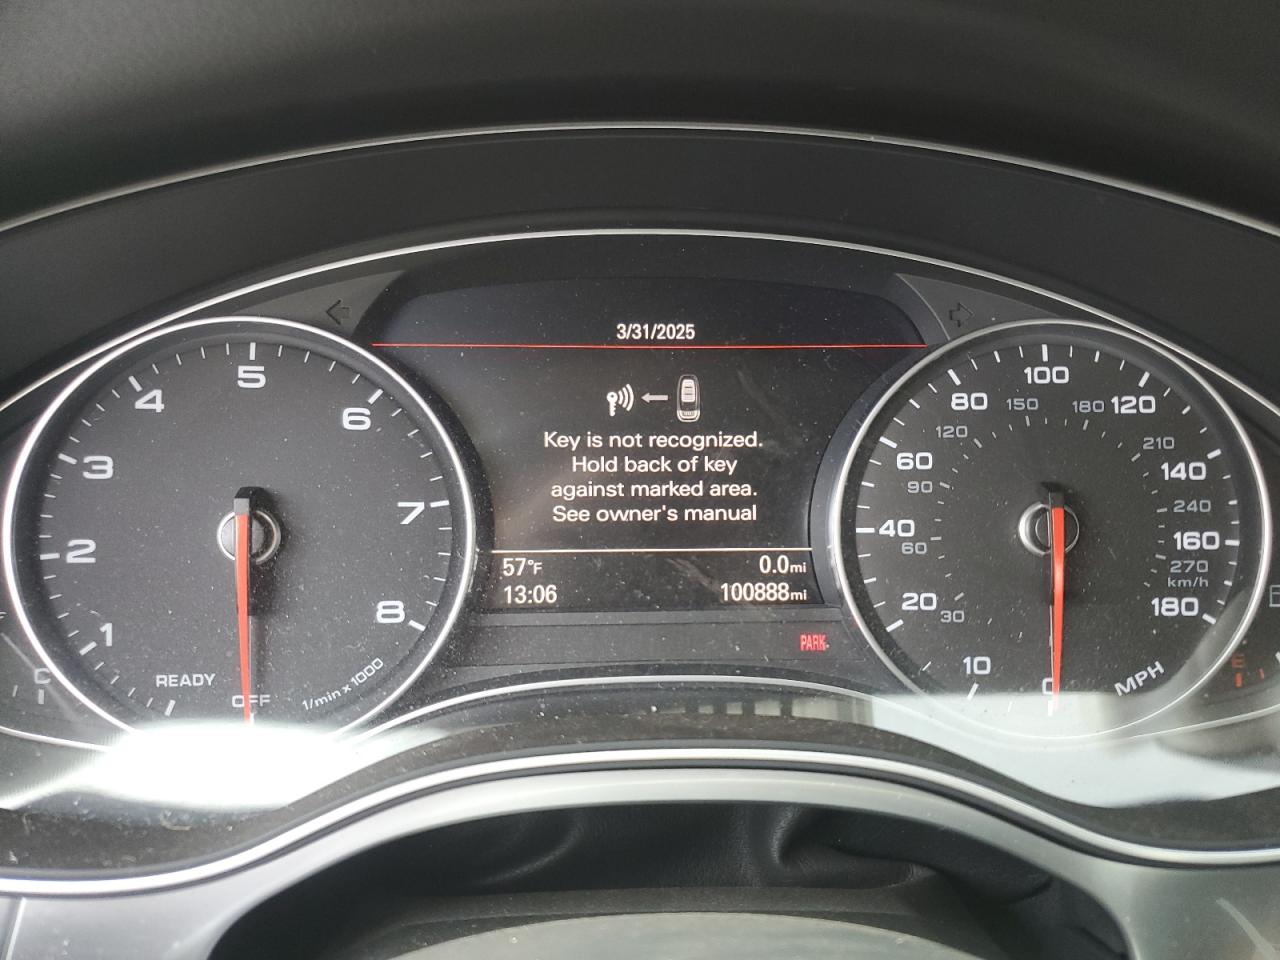 3/31/2025
Key is not recognized.
Hold back of key
against marked area.
See owner's manual
57°F
0.0mi
13:06
100888mi
PARK
READY
OFF
1
2
3
4
5
6
7
8
1/min x 1000
C
0
10
20
40
60
80
100
120
140
160
180
30
60
90
120
150
180
210
240
270
km/h
MPH
E